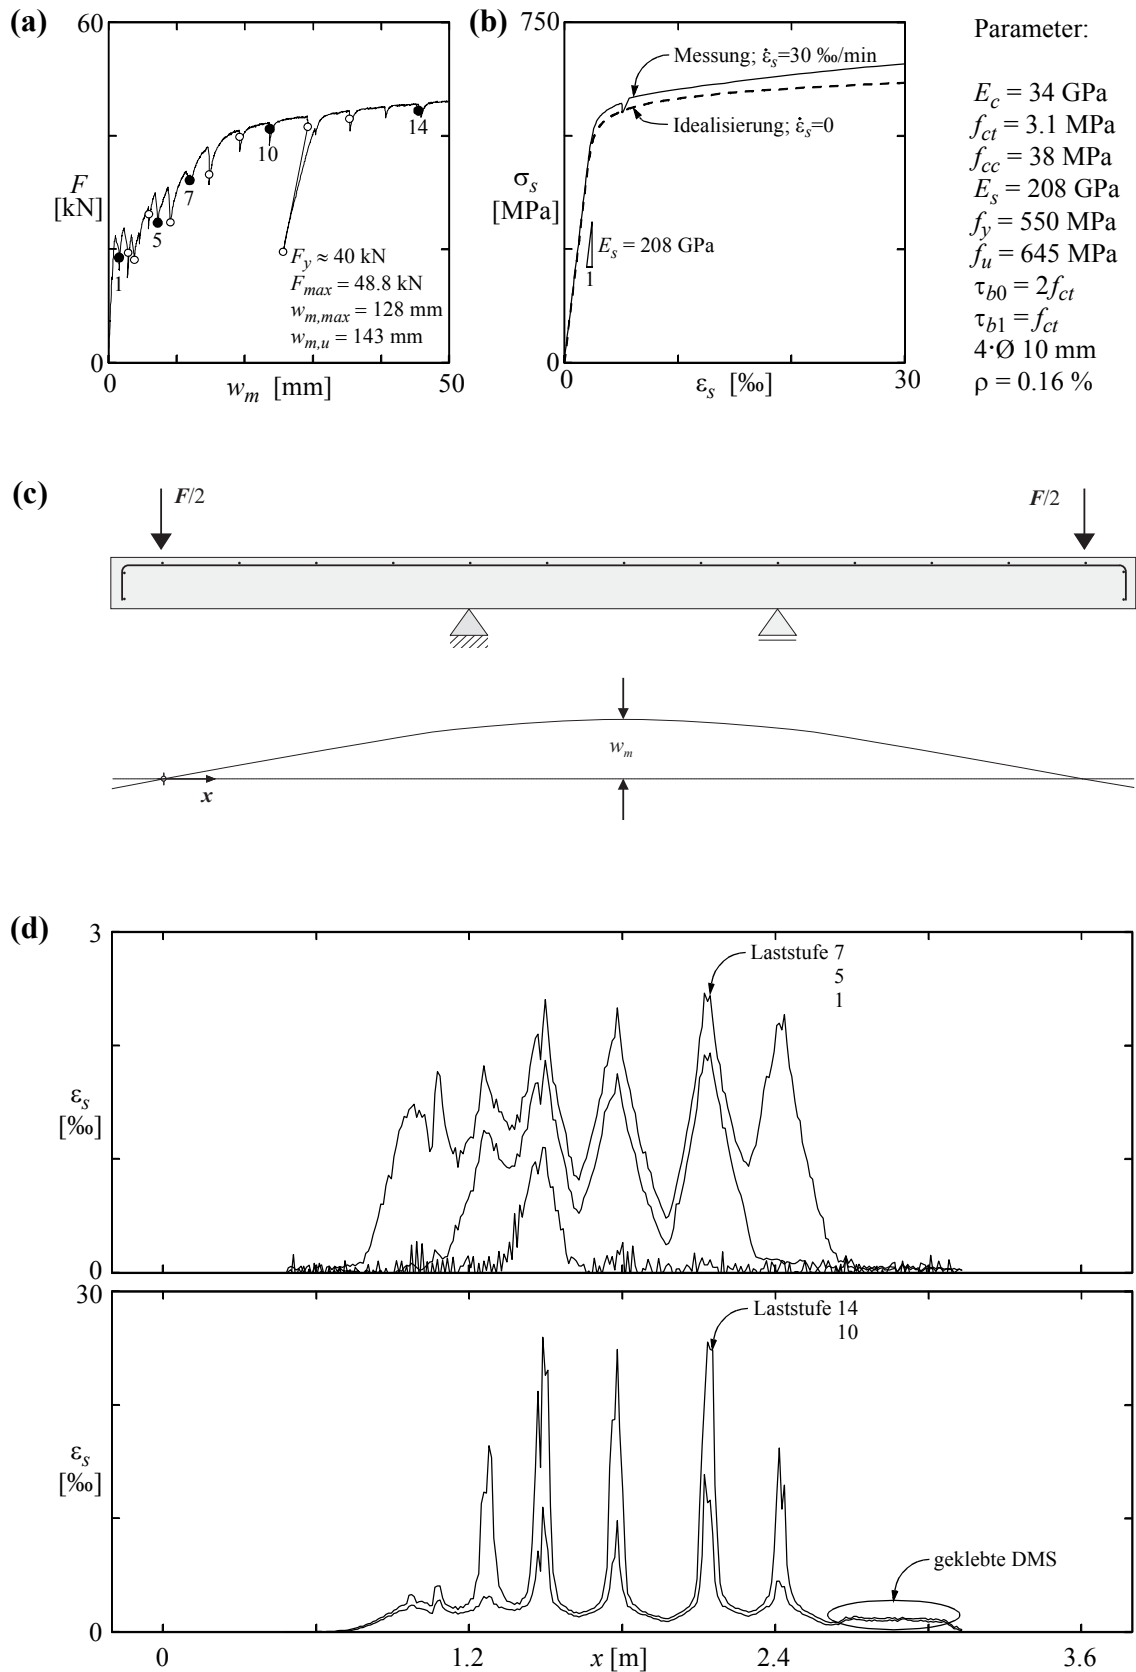 (a)
60
F
[kN]
0
0
w_m [mm]
50
1
5
7
10
14
F_y ≈ 40 kN
F_max = 48.8 kN
w_m,max = 128 mm
w_m,u = 143 mm
(b)
750
σ_s
[MPa]
0
0
ε_s [‰]
30
Messung; ε̇_s=30 ‰/min
Idealisierung; ε̇_s=0
E_s = 208 GPa
1
Parameter:
E_c = 34 GPa
f_ct = 3.1 MPa
f_cc = 38 MPa
E_s = 208 GPa
f_y = 550 MPa
f_u = 645 MPa
τ_b0 = 2f_ct
τ_b1 = f_ct
4·Ø 10 mm
ρ = 0.16 %
(c)
F/2
F/2
w_m
x
(d)
3
ε_s
[‰]
0
Laststufe 7
5
1
30
ε_s
[‰]
0
Laststufe 14
10
geklebte DMS
0
1.2
x [m]
2.4
3.6